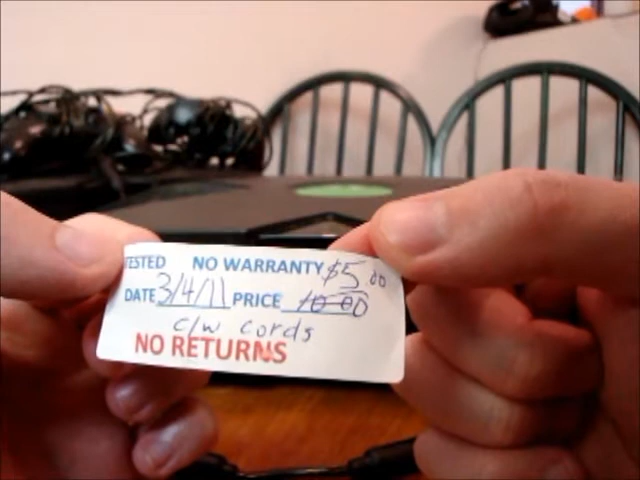 TESTED NO WARRANTY $5.00
DATE 3/4/11 PRICE 10.00
c/w cords
NO RETURNS